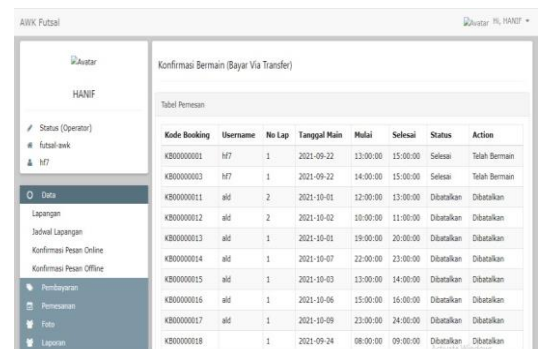 AWK Futsal
Avatar Hi, HANIF
Avatar
HANIF
Status (Operator)
futsal-awk
hf7
Data
Lapangan
Jadwal Lapangan
Konfirmasi Pesan Online
Konfirmasi Pesan Offline
Pembayaran
Pemesanan
Foto
Laporan
Konfirmasi Bermain (Bayar Via Transfer)
Tabel Pemesan
Kode Booking Username No Lap Tanggal Main Mulai Selesai Status Action
KB00000001 hf7 1 2021-09-22 13:00:00 15:00:00 Selesai Telah Bermain
KB00000003 hf7 1 2021-09-22 14:00:00 15:00:00 Selesai Telah Bermain
KB00000011 ald 2 2021-10-01 12:00:00 13:00:00 Dibatalkan Dibatalkan
KB00000012 ald 2 2021-10-02 10:00:00 11:00:00 Dibatalkan Dibatalkan
KB00000013 ald 1 2021-10-01 19:00:00 20:00:00 Dibatalkan Dibatalkan
KB00000014 ald 1 2021-10-07 22:00:00 23:00:00 Dibatalkan Dibatalkan
KB00000015 ald 1 2021-10-03 13:00:00 14:00:00 Dibatalkan Dibatalkan
KB00000016 ald 1 2021-10-06 15:00:00 16:00:00 Dibatalkan Dibatalkan
KB00000017 ald 1 2021-10-09 23:00:00 24:00:00 Dibatalkan Dibatalkan
KB00000018 1 2021-09-24 08:00:00 09:00:00 Dibatalkan Dibatalkan